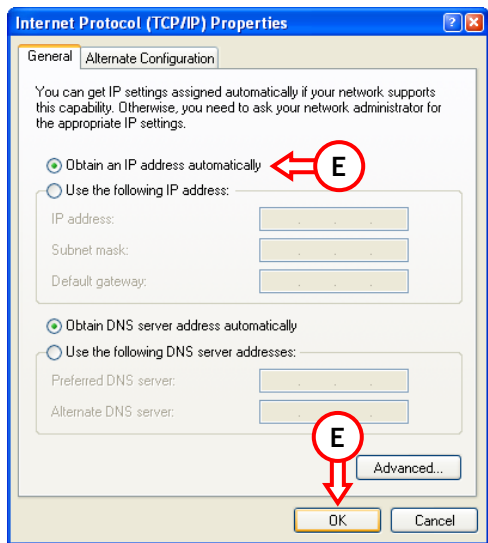 Internet Protocol (TCP/IP) Properties
General Alternate Configuration
You can get IP settings assigned automatically if your network supports
this capability. Otherwise, you need to ask your network administrator for
the appropriate IP settings.
Obtain an IP address automatically E
Use the following IP address:
IP address:
Subnet mask:
Default gateway:
Obtain DNS server address automatically
Use the following DNS server addresses:
Preferred DNS server:
Alternate DNS server:
E
Advanced...
OK Cancel